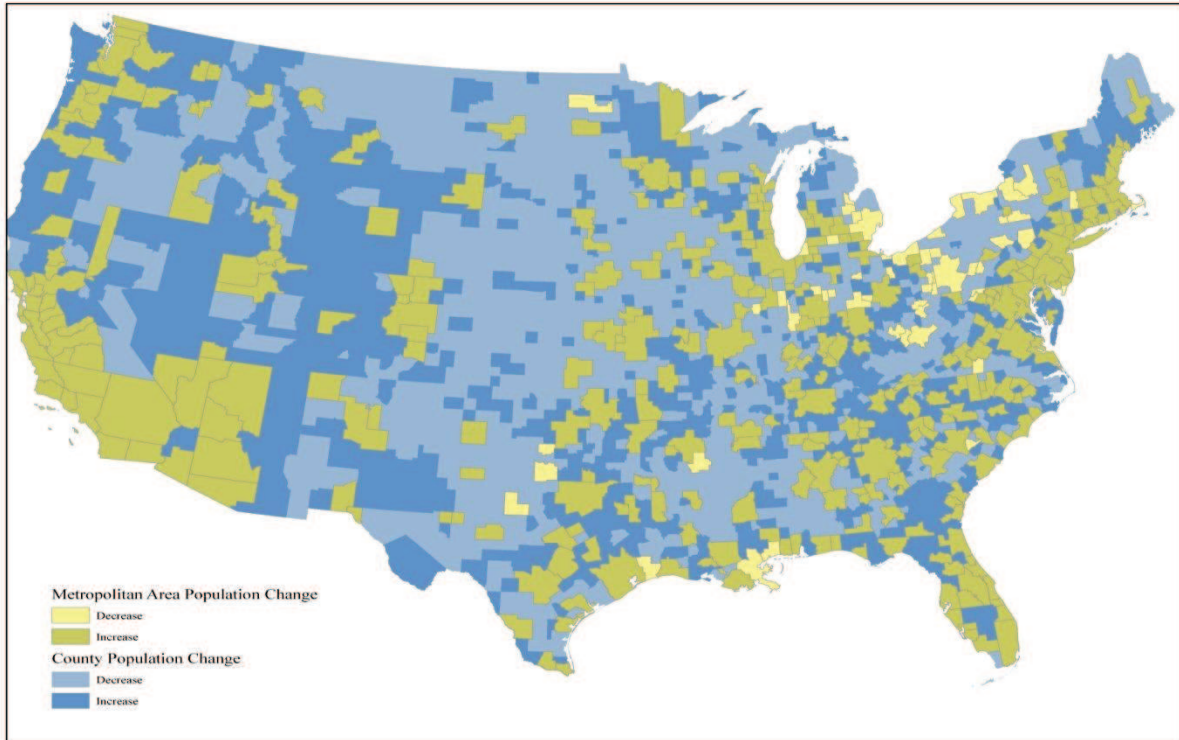 Metropolitan Area Population Change
Decrease
Increase
County Population Change
Decrease
Increase